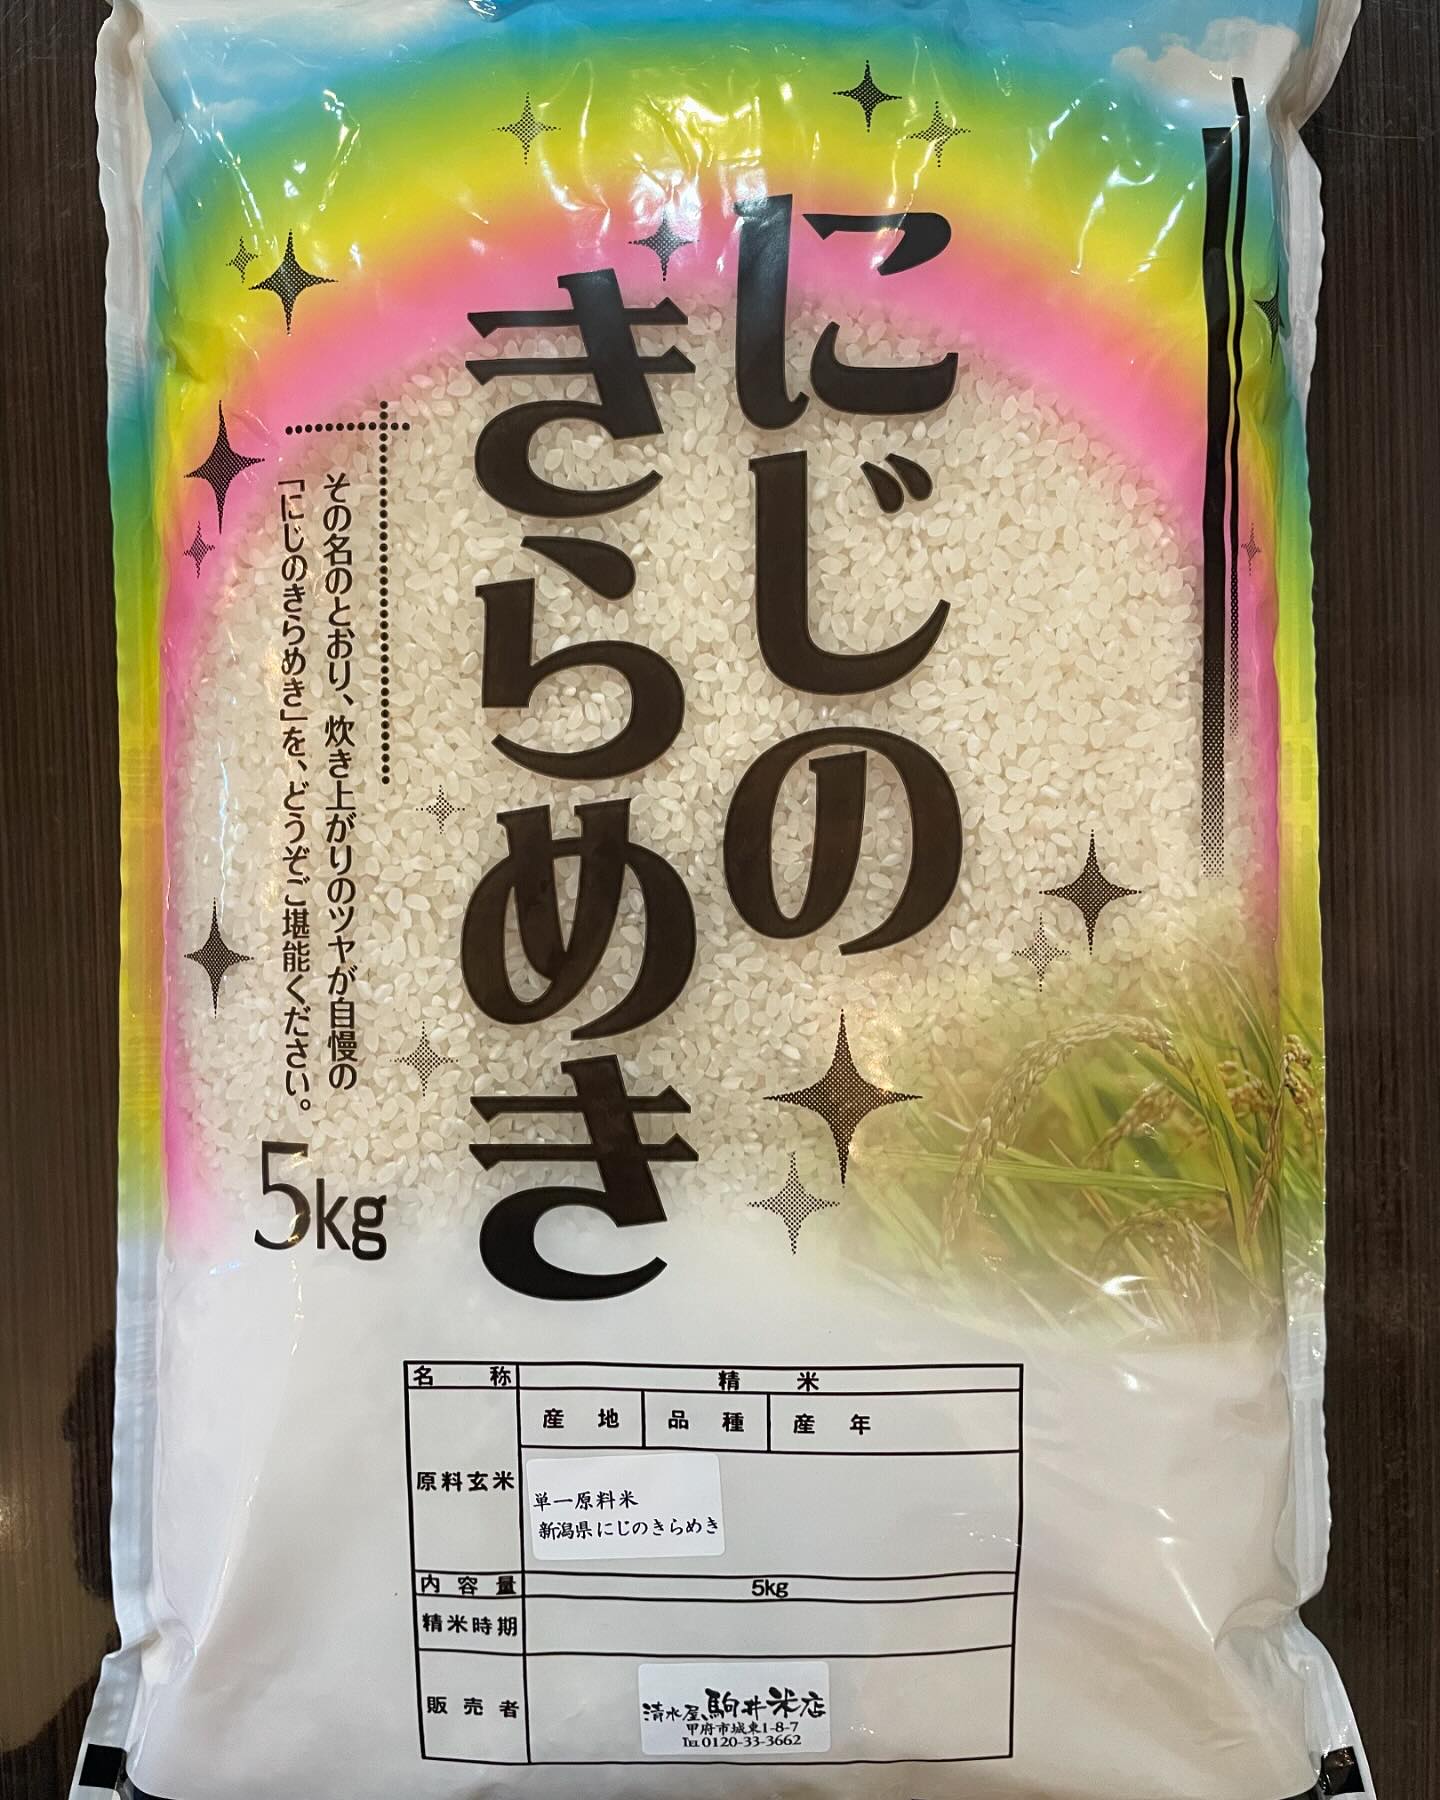 にじの
きらめき
その名のとおり、炊き上がりのツヤが自慢の
「にじのきらめき」を、どうぞご堪能ください。
5kg
名称 精米
原料玄米 産地 品種 産年
単一原料米
新潟県にじのきらめき
内容量 5kg
精米時期
販売者
清水屋 駒井米店
甲府市城東1-8-7
℡0120-33-3662